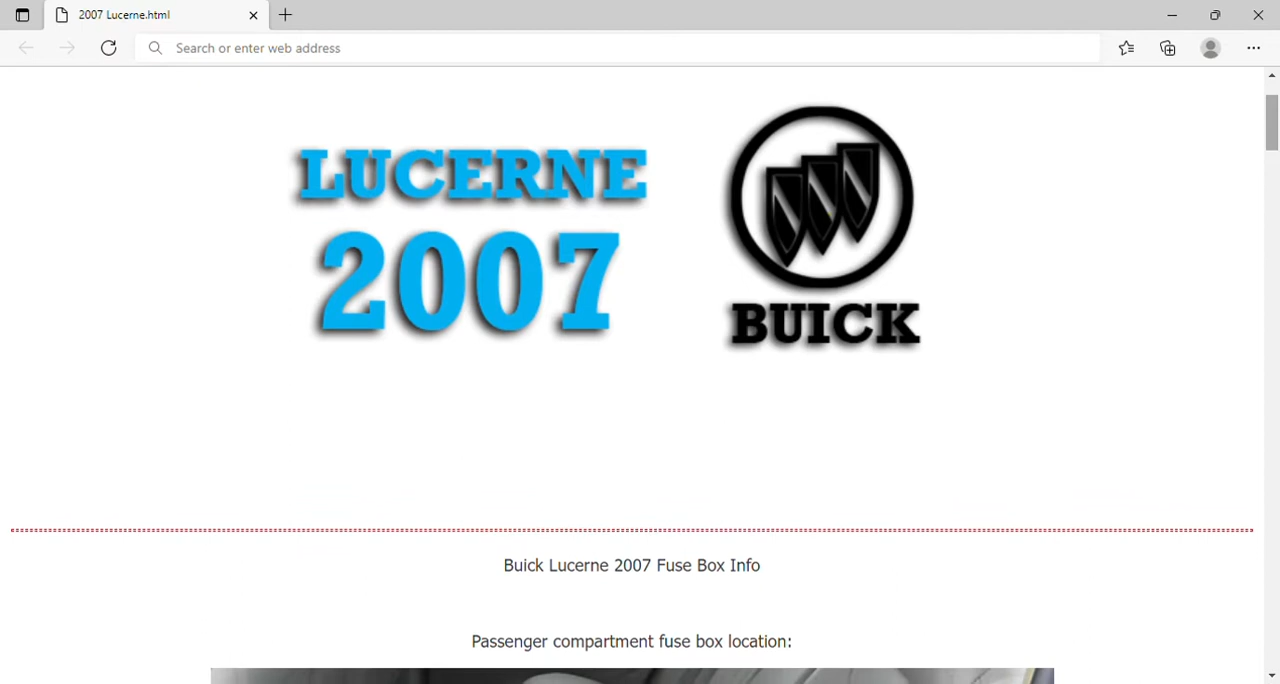 2007 Lucerne.html
Search or enter web address
LUCERNE
2007
BUICK
Buick Lucerne 2007 Fuse Box Info
Passenger compartment fuse box location: